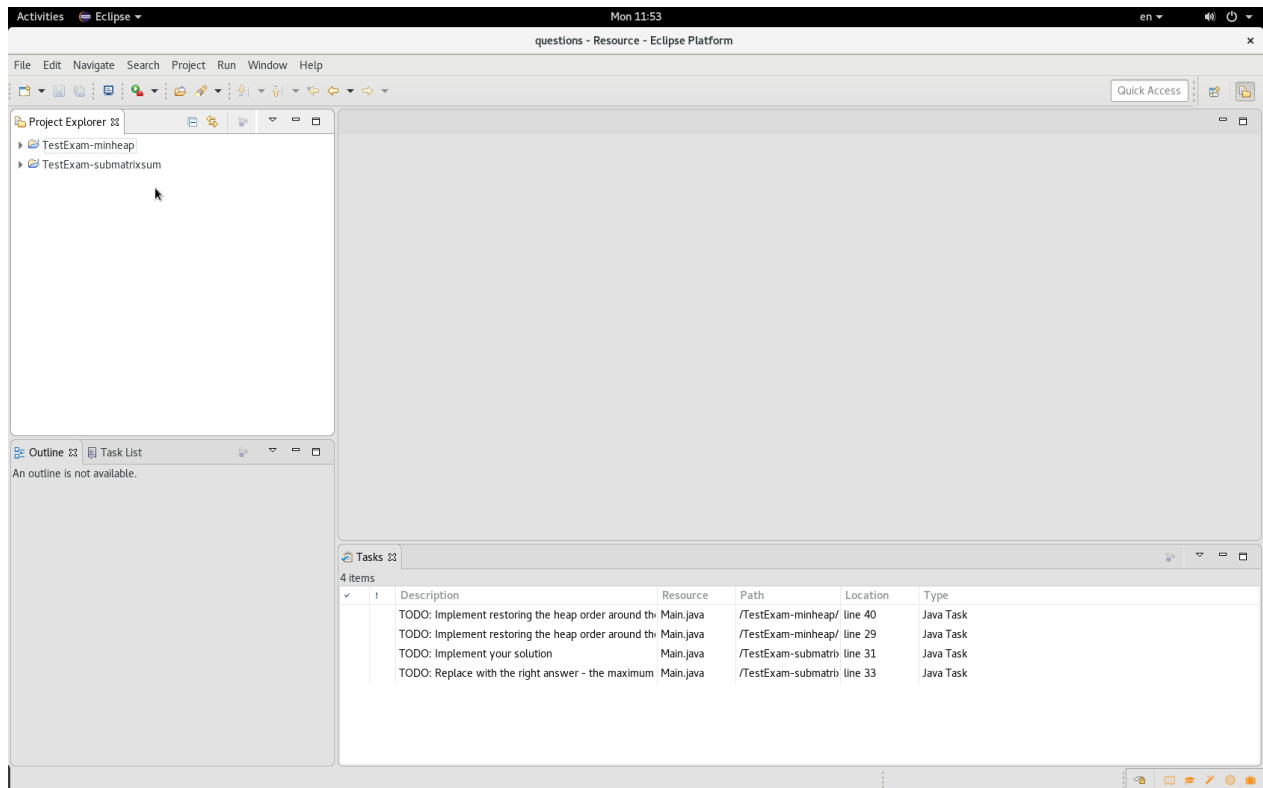 Activities Eclipse Mon 11:53 en
questions - Resource - Eclipse Platform
File Edit Navigate Search Project Run Window Help
Quick Access
Project Explorer
TestExam-minheap
TestExam-submatrixsum
Outline Task List
An outline is not available.
Tasks
4 items
! Description Resource Path Location Type
TODO: Implement restoring the heap order around th Main.java /TestExam-minheap/ line 40 Java Task
TODO: Implement restoring the heap order around th Main.java /TestExam-minheap/ line 29 Java Task
TODO: Implement your solution Main.java /TestExam-submatri line 31 Java Task
TODO: Replace with the right answer - the maximum Main.java /TestExam-submatri line 33 Java Task